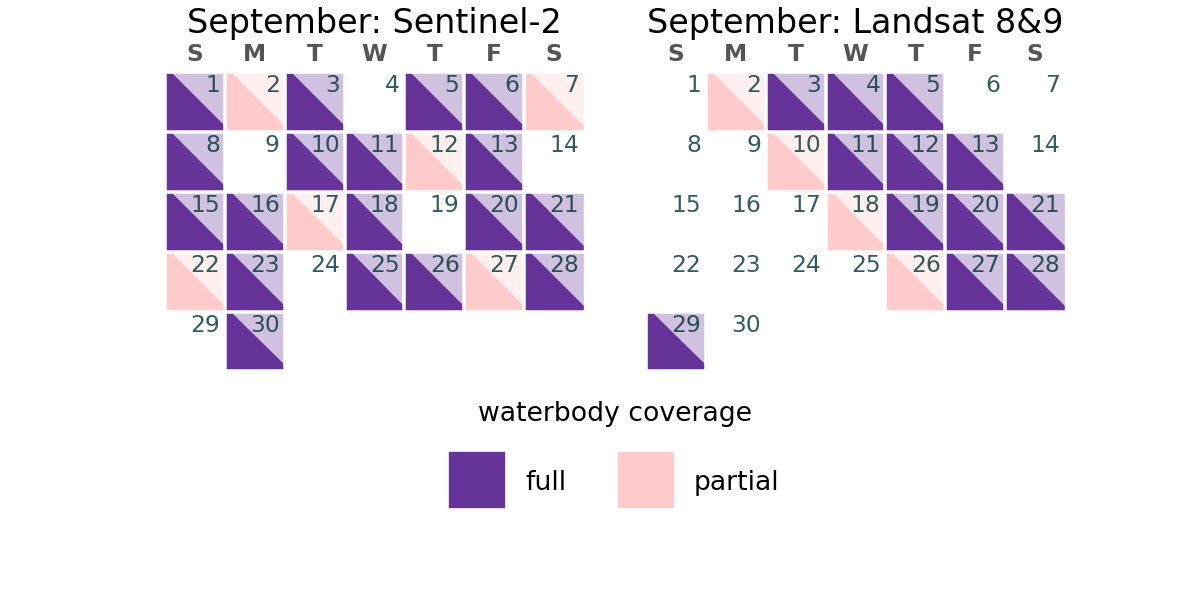 September: Sentinel-2
S M T W T F S
1 2 3 4 5 6 7
8 9 10 11 12 13 14
15 16 17 18 19 20 21
22 23 24 25 26 27 28
29 30
September: Landsat 8&9
S M T W T F S
1 2 3 4 5 6 7
8 9 10 11 12 13 14
15 16 17 18 19 20 21
22 23 24 25 26 27 28
29 30
waterbody coverage
full partial